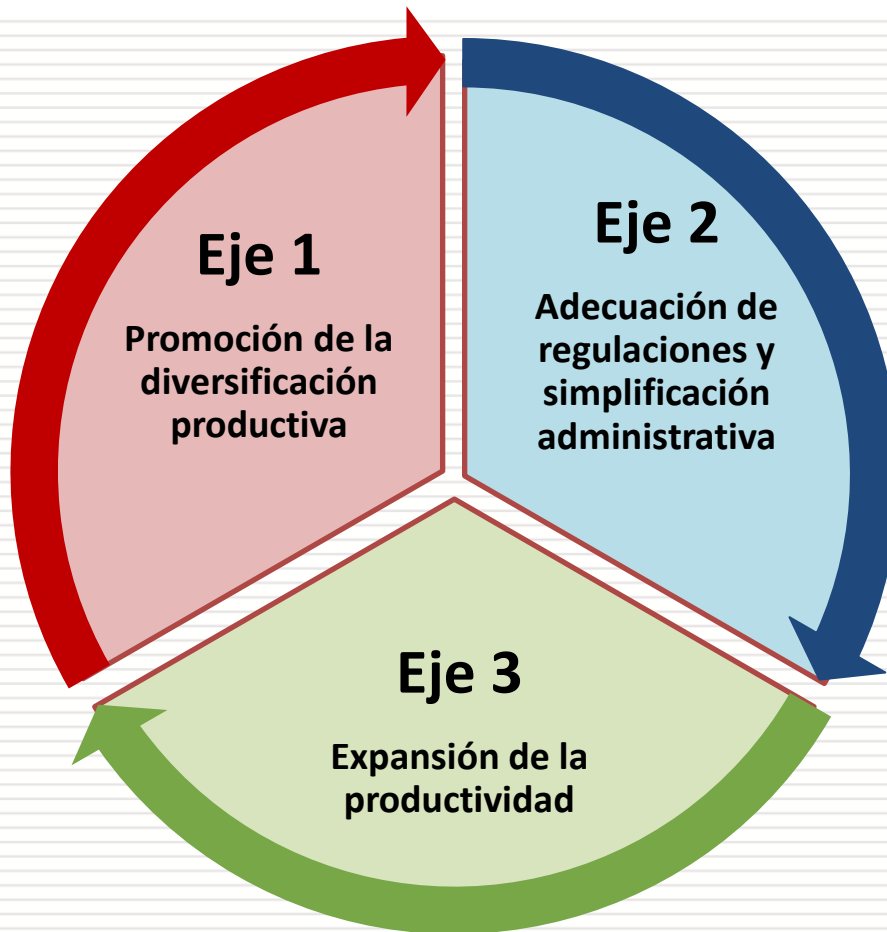 Eje 1
Promoción de la
diversificación
productiva
Eje 2
Adecuación de
regulaciones y
simplificación
administrativa
Eje 3
Expansión de la
productividad